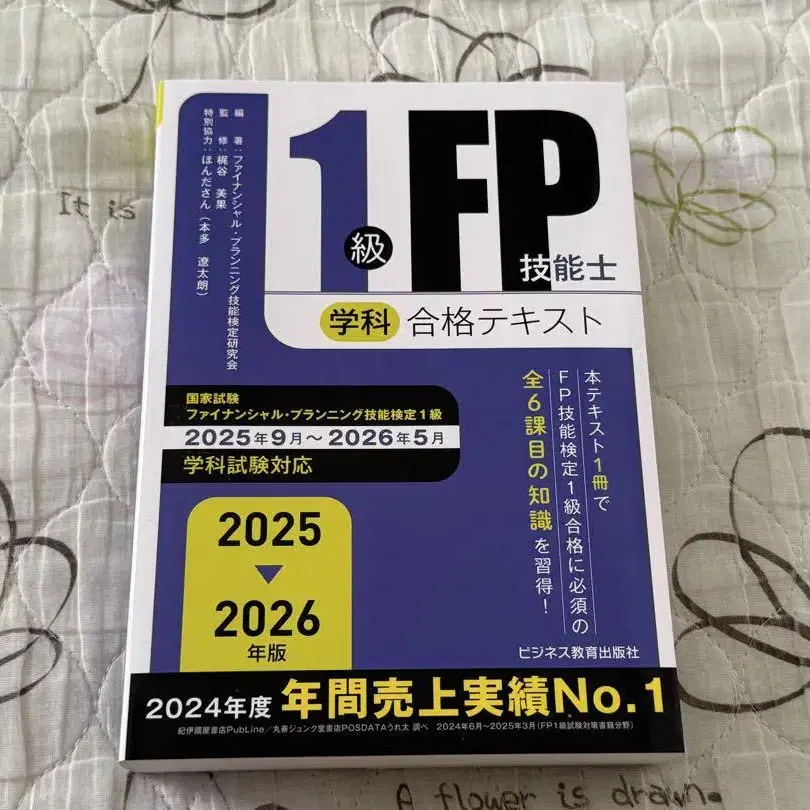 1級
FP
技能士
学科 合格テキスト
編 著:ファイナンシャル・プランニング技能検定研究会
監 修:梶谷 美果
特別協力:ほんださん(本多 遼太朗)
国家試験
ファイナンシャル・プランニング技能検定1級
2025年9月~2026年5月
学科試験対応
本テキスト1冊で
FP技能検定1級合格に必須の
全6課目の知識を習得!
2025
▼
2026
年版
ビジネス教育出版社
2024年度 年間売上実績No.1
紀伊國屋書店PubLine/丸善ジュンク堂書店POSDATAうれ太 調べ 2024年6月~2025年3月(FP1級試験対策書籍分野)
It is
A flower is drawn.